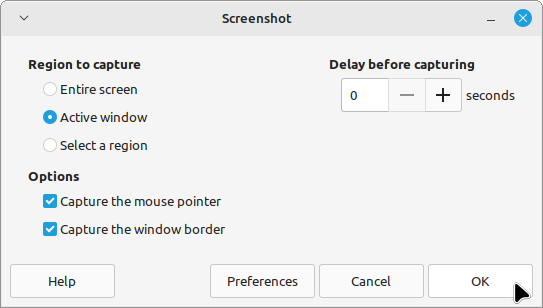 Screenshot
Region to capture
Entire screen
Active window
Select a region
Options
Capture the mouse pointer
Capture the window border
Delay before capturing
0 seconds
Help
Preferences
Cancel
OK